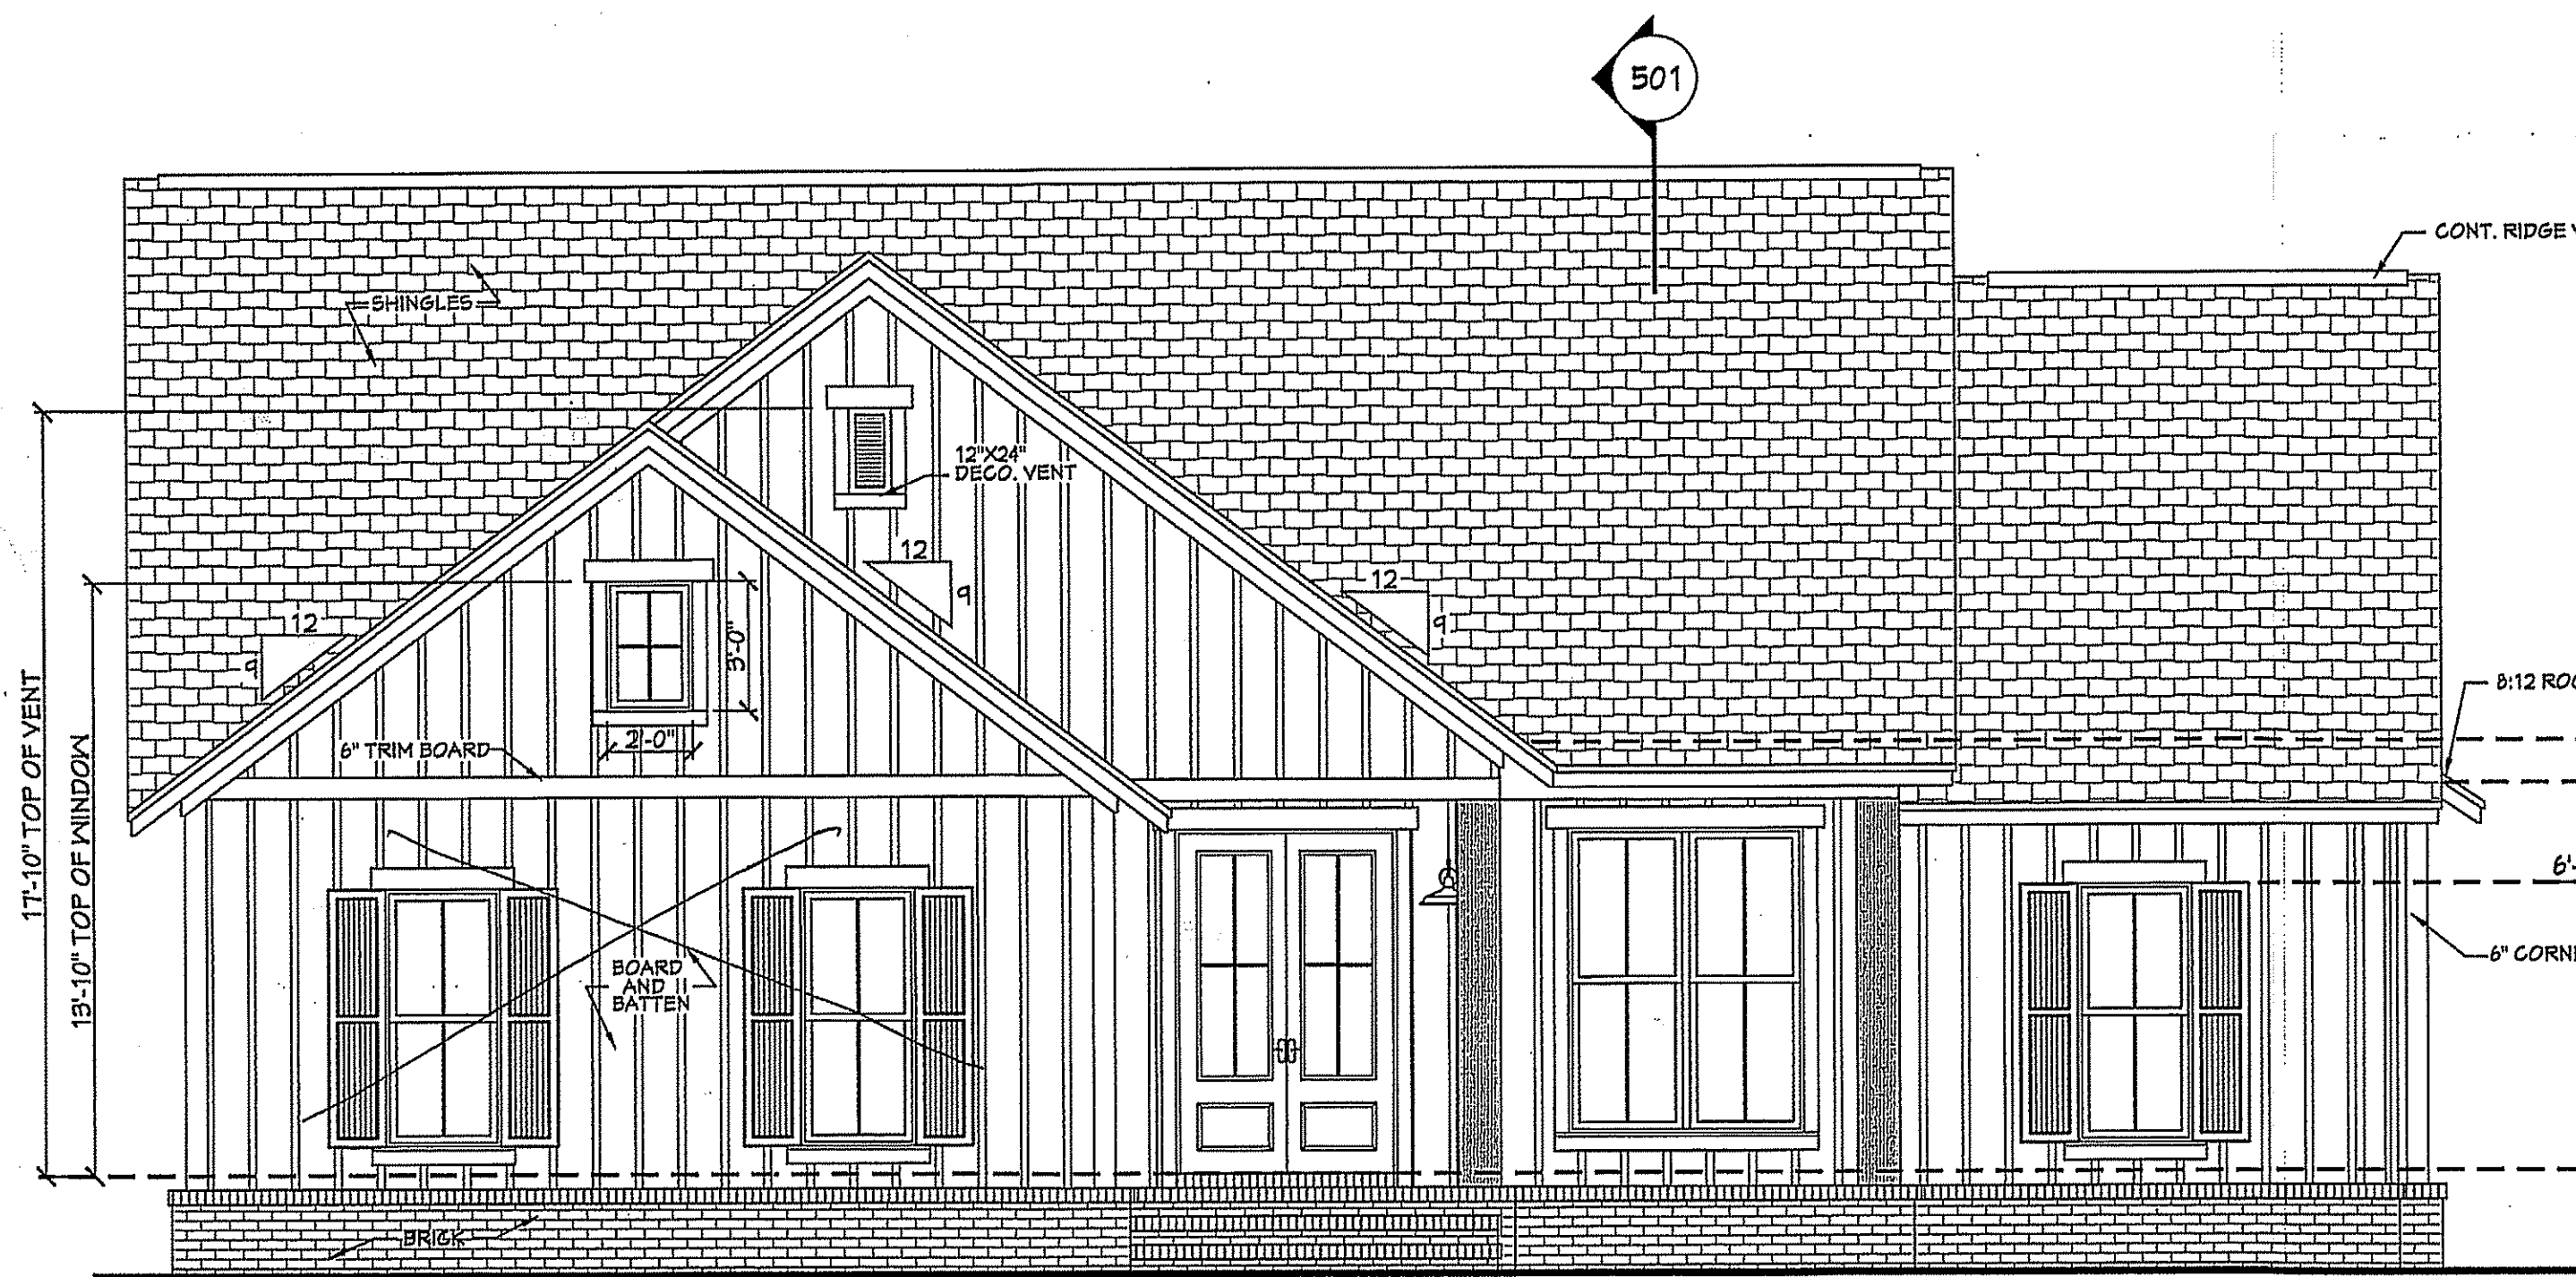 501
CONT. RIDGE
SHINGLES
12"X24"
DECO. VENT
12
9
12
9
12
9
3'-0"
2'-0"
6" TRIM BOARD
8:12
17'-10" TOP OF VENT
13'-10" TOP OF WINDOW
6'-
6"
BOARD
AND
BATTEN
BRICK